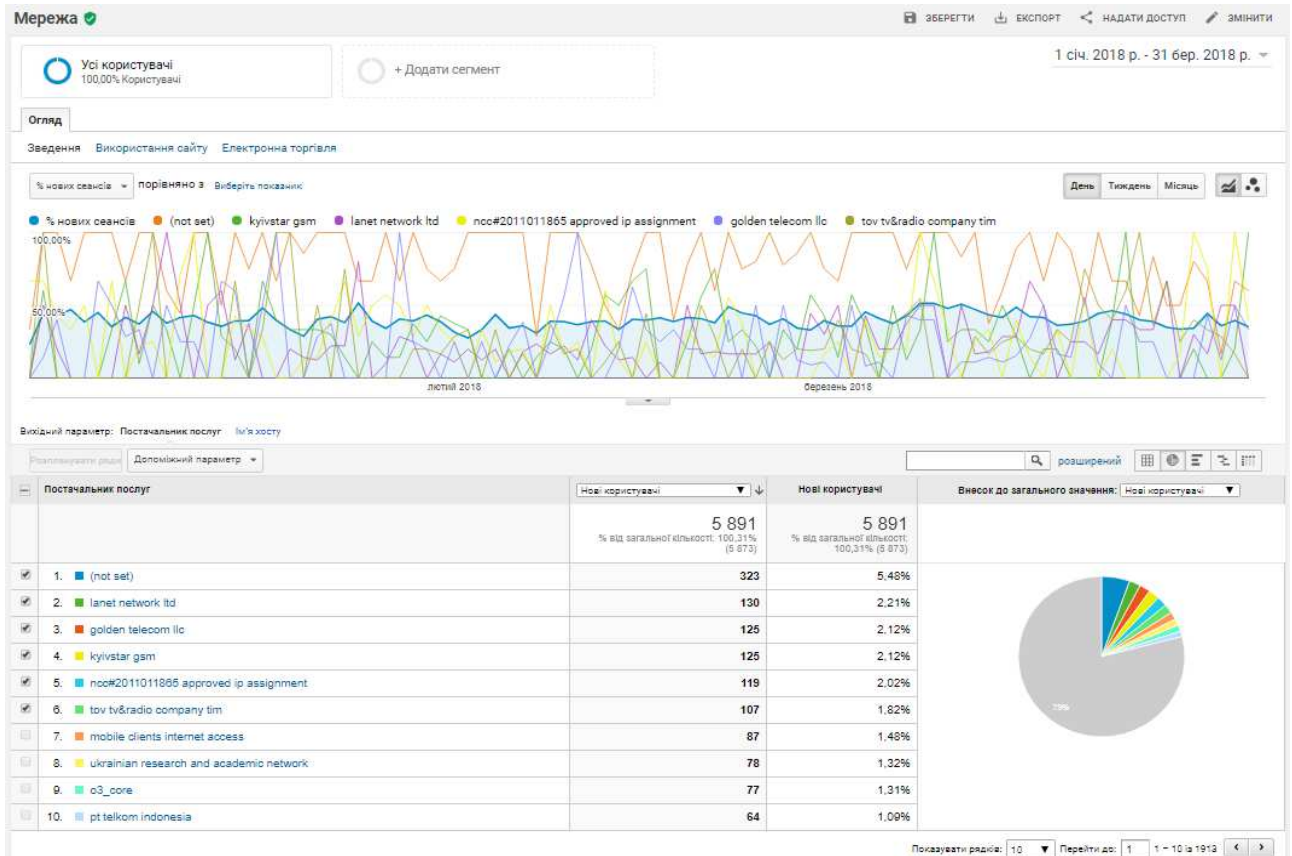 Мережа
ЗБЕРЕГТИ ЕКСПОРТ НАДАТИ ДОСТУП ЗМІНИТИ
Усі користувачі
100,00% Користувачі
+ Додати сегмент
1 січ. 2018 р. - 31 бер. 2018 р.
Огляд
Зведення Використання сайту Електронна торгівля
% нових сеансів порівняно з Виберіть показник
День Тиждень Місяць
% нових сеансів (not set) kyivstar gsm lanet network ltd ncc#2011011865 approved ip assignment golden telecom llc tov tv&radio company tim
100,00%
50,00%
лютий 2018 березень 2018
Вихідний параметр: Постачальник послуг Ім'я хосту
Розпланувати ряди Допоміжний параметр розширений
Постачальник послуг Нові користувачі Нові користувачі Внесок до загального значення: Нові користувачі
5 891 5 891
% від загальної кількості: 100,31% (5 873) % від загальної кількості: 100,31% (5 873)
1. (not set) 323 5,48%
2. lanet network ltd 130 2,21%
3. golden telecom llc 125 2,12%
4. kyivstar gsm 125 2,12%
5. ncc#2011011865 approved ip assignment 119 2,02%
6. tov tv&radio company tim 107 1,82%
7. mobile clients internet access 87 1,48%
8. ukrainian research and academic network 78 1,32%
9. o3_core 77 1,31%
10. pt telkom indonesia 64 1,09%
Показувати рядків: 10 Перейти до: 1 1 – 10 із 1913